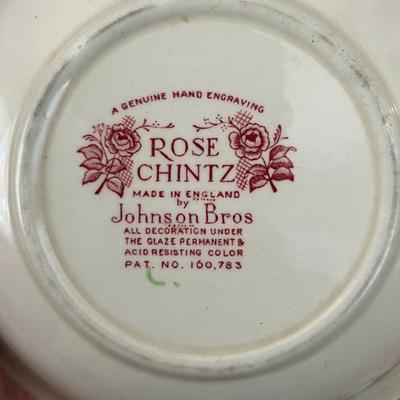 A GENUINE HAND ENGRAVING
ROSE
CHINTZ
MADE IN ENGLAND
by
Johnson Bros
ALL DECORATION UNDER
THE GLAZE PERMANENT &
ACID RESISTING COLOR
PAT. NO. 160,783